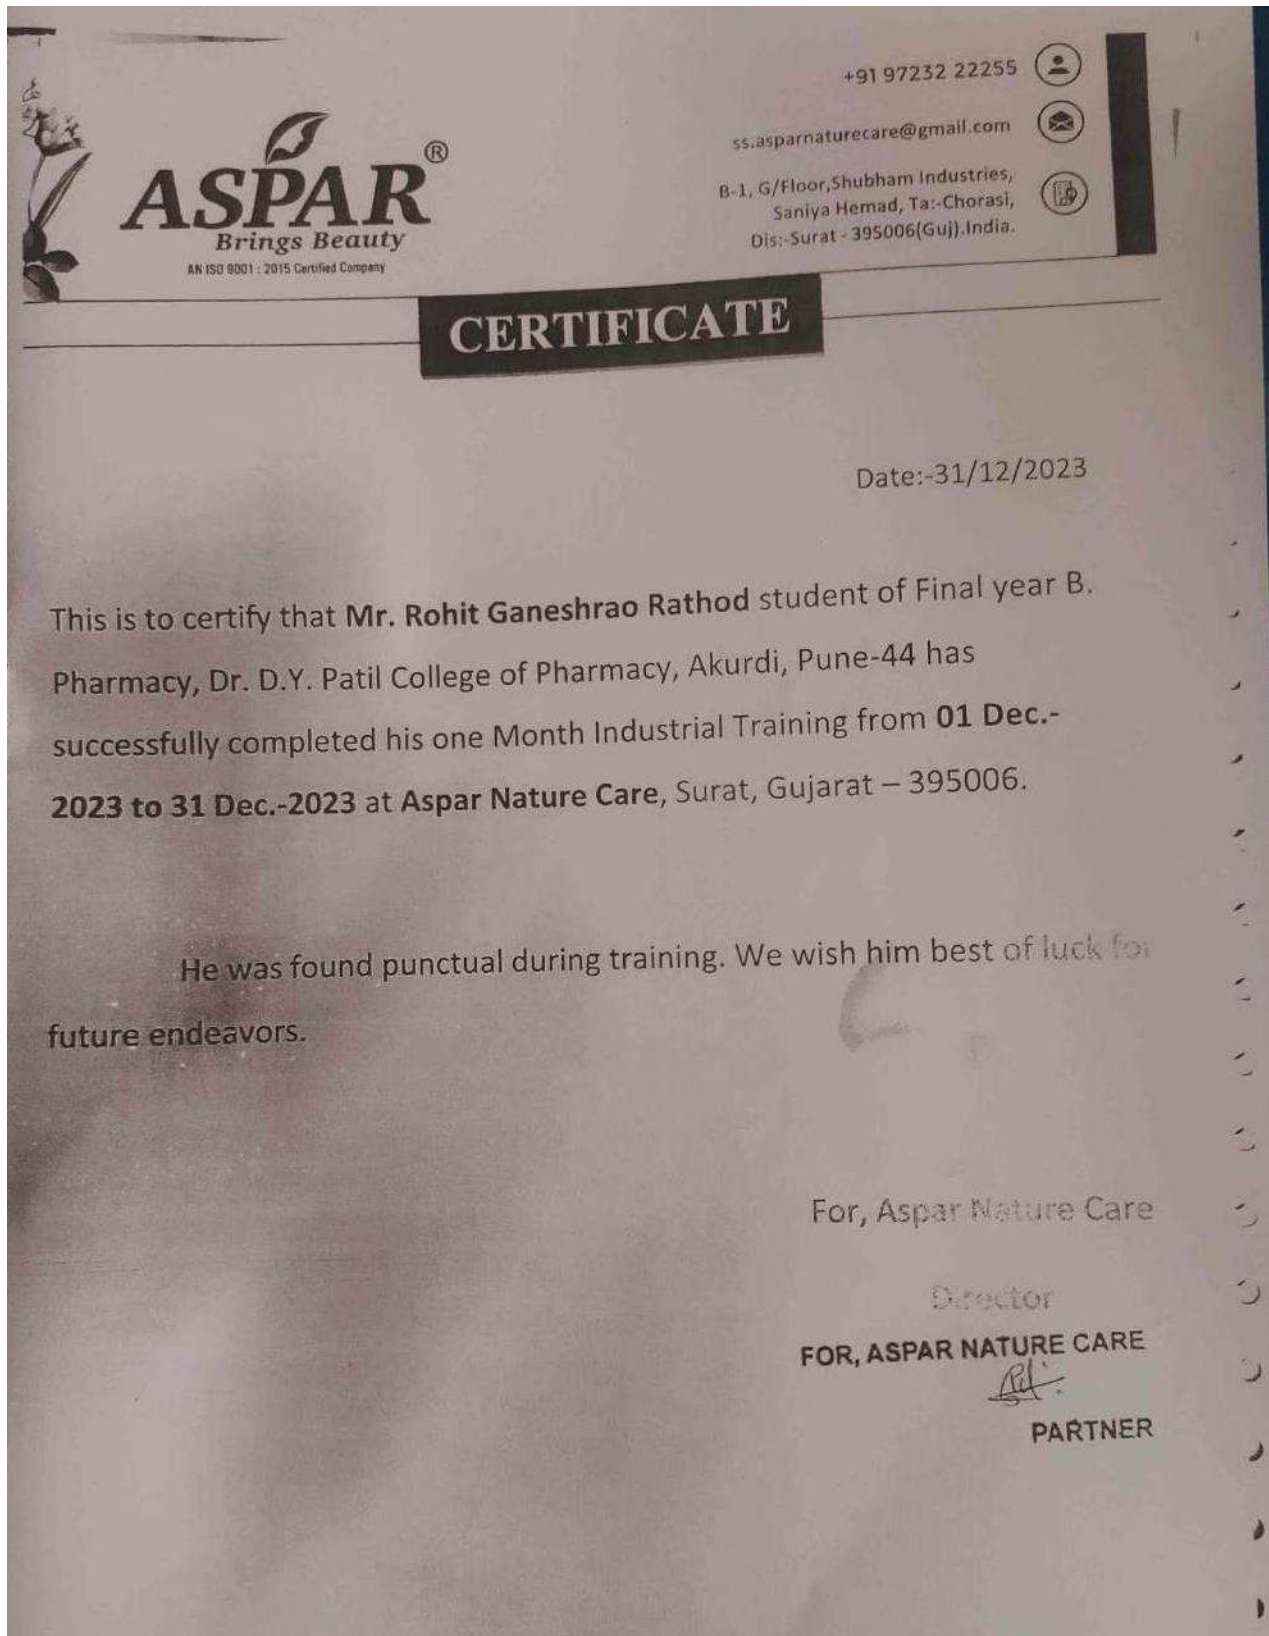 +91 97232 22255
ss.asparnaturecare@gmail.com
B-1, G/Floor,Shubham Industries,
Saniya Hemad, Ta:-Chorasi,
Dis:-Surat - 395006(Guj).India.
ASPAR®
Brings Beauty
AN ISO 9001 : 2015 Certified Company
CERTIFICATE
Date:-31/12/2023
This is to certify that Mr. Rohit Ganeshrao Rathod student of Final year B.
Pharmacy, Dr. D.Y. Patil College of Pharmacy, Akurdi, Pune-44 has
successfully completed his one Month Industrial Training from 01 Dec.-
2023 to 31 Dec.-2023 at Aspar Nature Care, Surat, Gujarat – 395006.
He was found punctual during training. We wish him best of luck for
future endeavors.
For, Aspar Nature Care
Director
FOR, ASPAR NATURE CARE
PARTNER